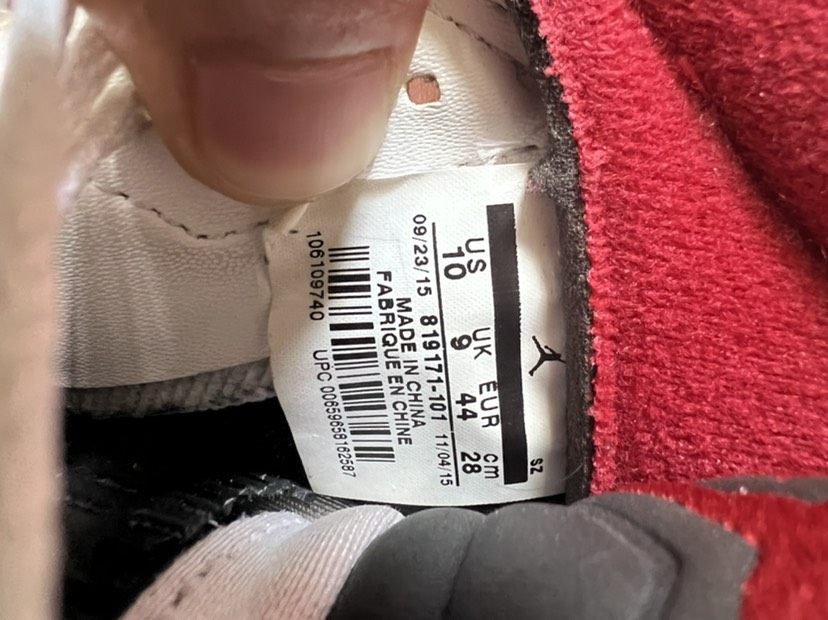 SZ
US UK EUR cm
10 9 44 28
09/23/15 819171-101 11/04/15
MADE IN CHINA
FABRIQUE EN CHINE
106109740 UPC 00659658162587